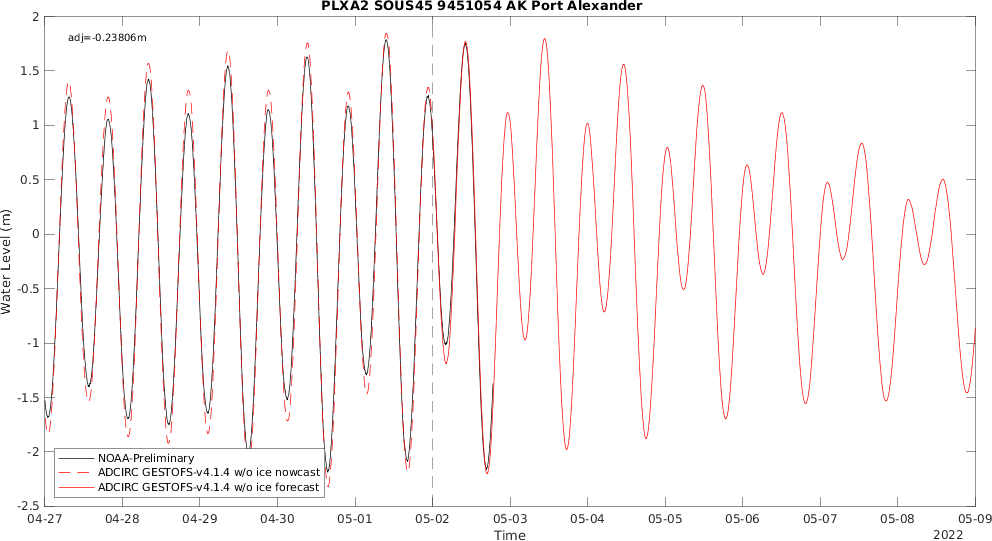 PLXA2 SOUS45 9451054 AK Port Alexander
adj=-0.23806m
2
1.5
1
0.5
0
-0.5
-1
-1.5
-2
-2.5
Water Level (m)
NOAA-Preliminary
ADCIRC GESTOFS-v4.1.4 w/o ice nowcast
ADCIRC GESTOFS-v4.1.4 w/o ice forecast
04-27 04-28 04-29 04-30 05-01 05-02 05-03 05-04 05-05 05-06 05-07 05-08 05-09
Time
2022